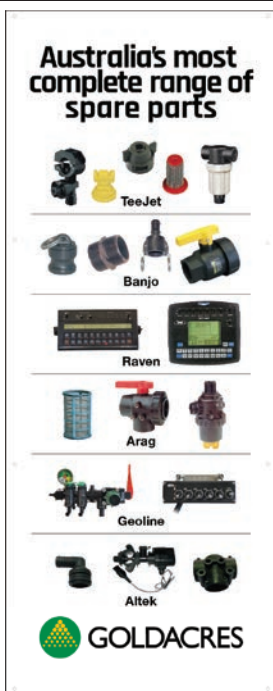 Australia's most
complete range of
spare parts
TeeJet
Banjo
Raven
Arag
Geoline
Altek
GOLDACRES